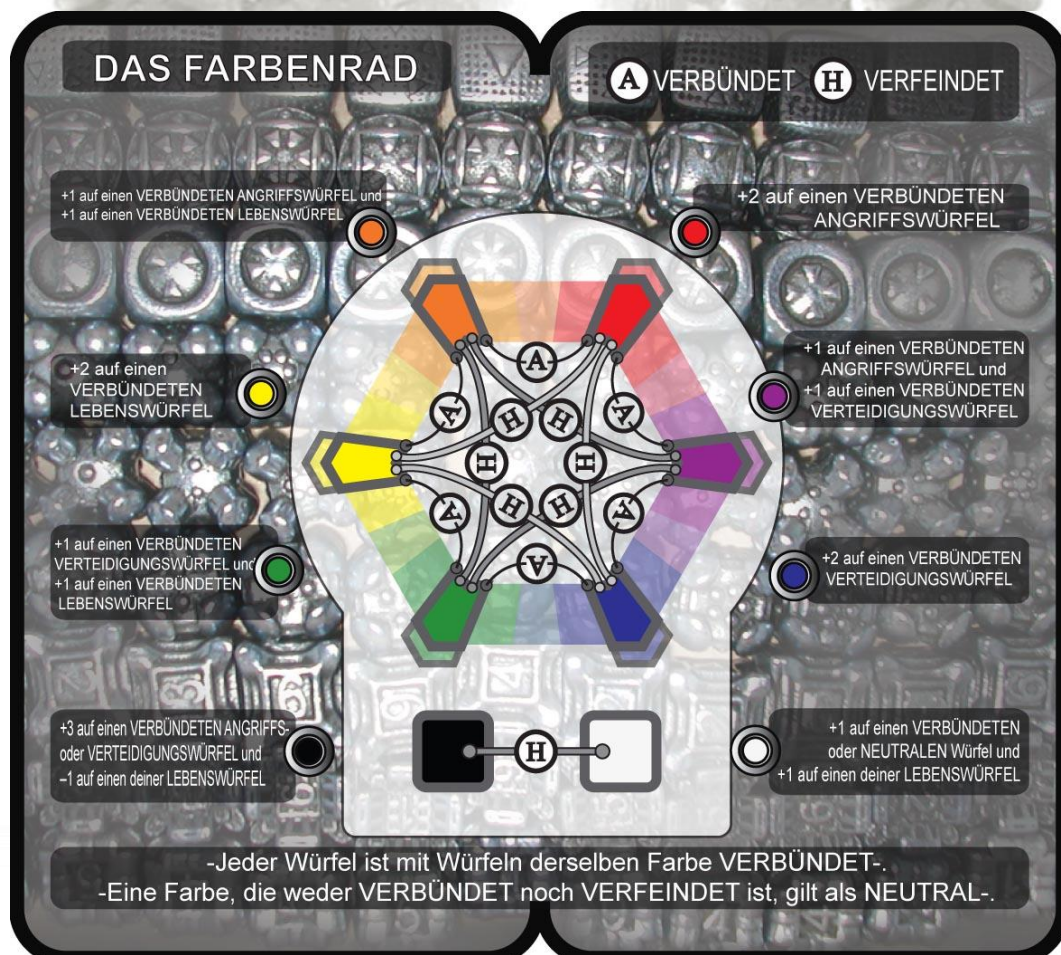 DAS FARBENRAD
A VERBÜNDET H VERFEINDET
+1 auf einen VERBÜNDETEN ANGRIFFSWÜRFEL und
+1 auf einen VERBÜNDETEN LEBENSWÜRFEL
+2 auf einen VERBÜNDETEN
ANGRIFFSWÜRFEL
+2 auf einen
VERBÜNDETEN
LEBENSWÜRFEL
+1 auf einen VERBÜNDETEN
ANGRIFFSWÜRFEL und
+1 auf einen VERBÜNDETEN
VERTEIDIGUNGSWÜRFEL
+1 auf einen VERBÜNDETEN
VERTEIDIGUNGSWÜRFEL und
+1 auf einen VERBÜNDETEN
LEBENSWÜRFEL
+2 auf einen VERBÜNDETEN
VERTEIDIGUNGSWÜRFEL
A
A
A
H
H
H
H
H
H
A
A
A
+3 auf einen VERBÜNDETEN ANGRIFFS-
oder VERTEIDIGUNGSWÜRFEL und
–1 auf einen deiner LEBENSWÜRFEL
H
+1 auf einen VERBÜNDETEN
oder NEUTRALEN Würfel und
+1 auf einen deiner LEBENSWÜRFEL
-Jeder Würfel ist mit Würfeln derselben Farbe VERBÜNDET-.
-Eine Farbe, die weder VERBÜNDET noch VERFEINDET ist, gilt als NEUTRAL-.